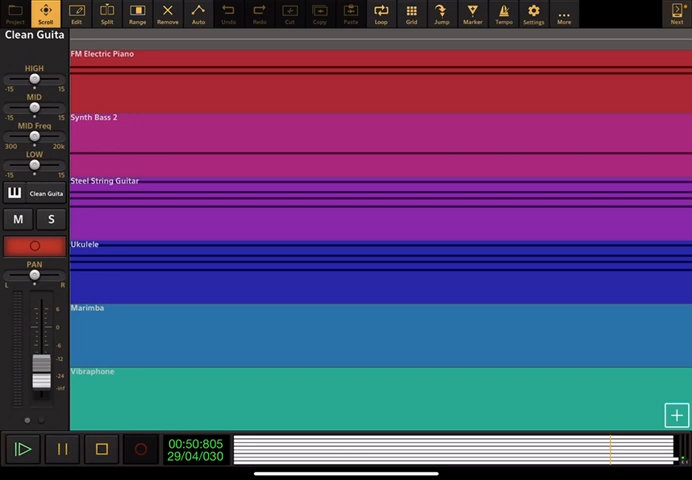 Project Scroll Edit Split Range Remove Auto Undo Redo Cut Copy Paste Loop Grid Jump Marker Tempo Settings More Next
Clean Guita
HIGH
-15 15
MID
-15 15
MID Freq
300 20k
LOW
-15 15
Clean Guita
M S
PAN
L R
6
0
-6
-12
-24
-inf
FM Electric Piano
Synth Bass 2
Steel String Guitar
Ukulele
Marimba
Vibraphone
00:50:805
29/04/030